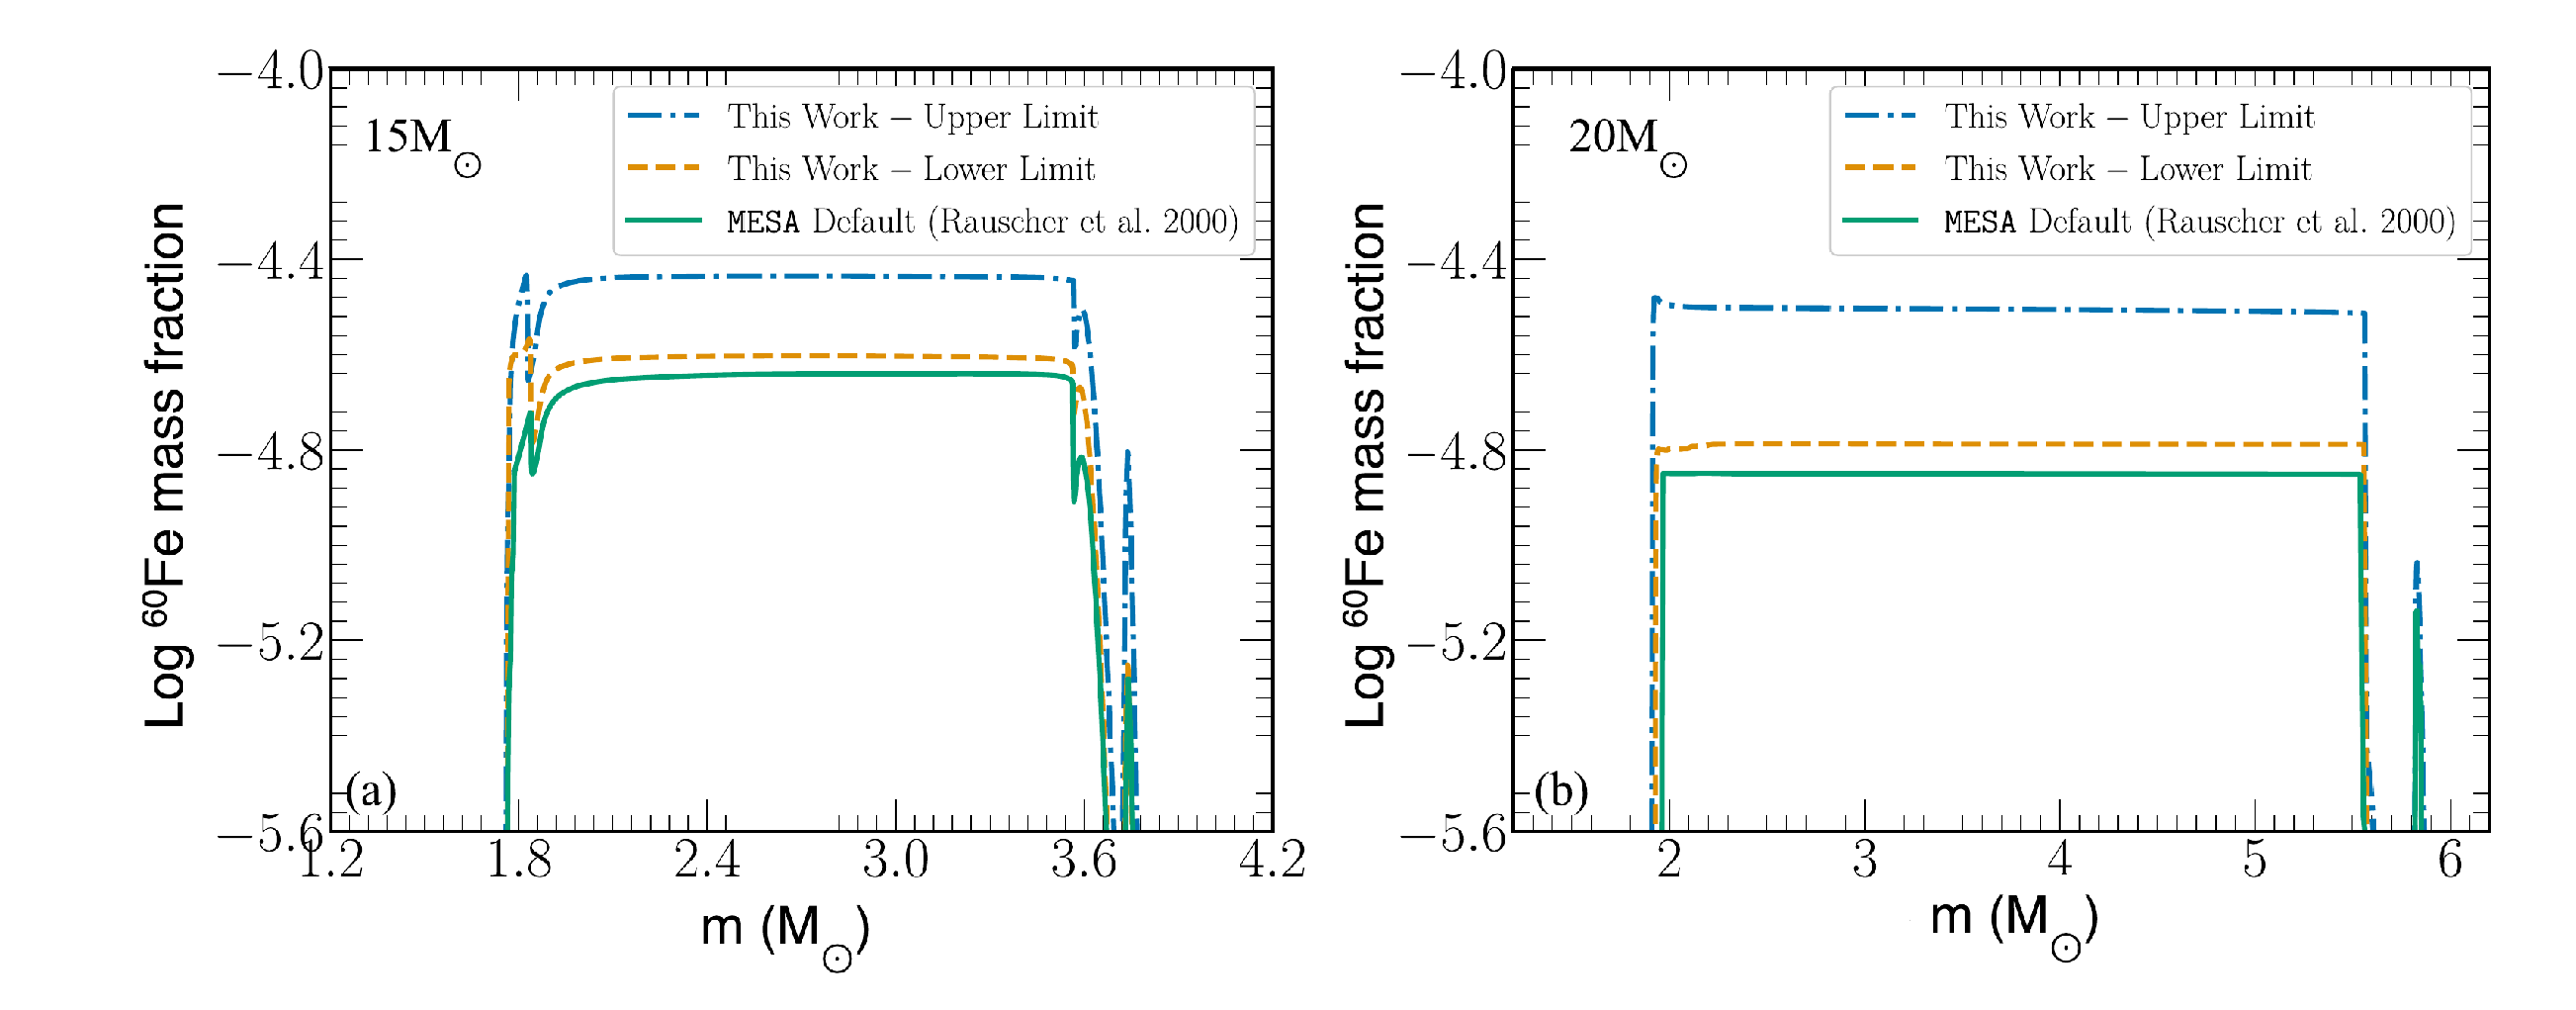 −4.0
−4.4
−4.8
−5.2
−5.6
Log ⁶⁰Fe mass fraction
15M⊙
This Work − Upper Limit
This Work − Lower Limit
MESA Default (Rauscher et al. 2000)
(a)
1.2 1.8 2.4 3.0 3.6 4.2
m (M⊙)
−4.0
−4.4
−4.8
−5.2
−5.6
Log ⁶⁰Fe mass fraction
20M⊙
This Work − Upper Limit
This Work − Lower Limit
MESA Default (Rauscher et al. 2000)
(b)
2 3 4 5 6
m (M⊙)